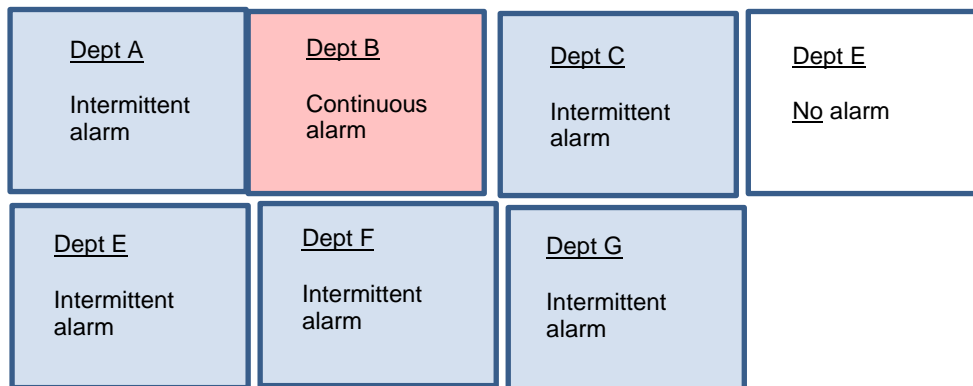 Dept A
Intermittent
alarm
Dept B
Continuous
alarm
Dept C
Intermittent
alarm
Dept E
No alarm
Dept E
Intermittent
alarm
Dept F
Intermittent
alarm
Dept G
Intermittent
alarm